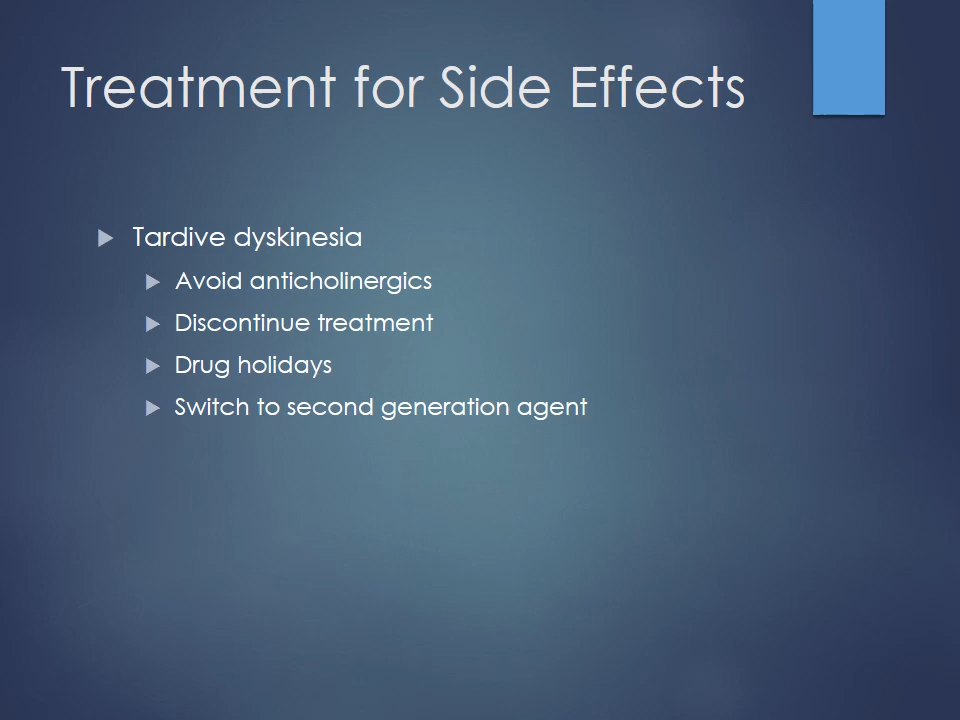 Treatment for Side Effects
Tardive dyskinesia
Avoid anticholinergics
Discontinue treatment
Drug holidays
Switch to second generation agent